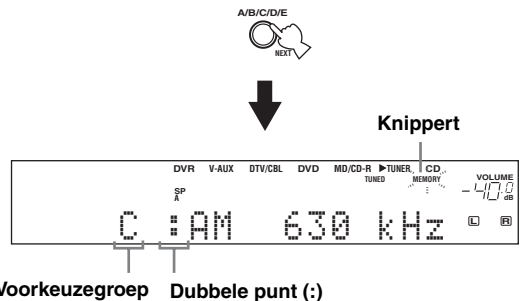 A/B/C/D/E
NEXT
Knippert
DVR V-AUX DTV/CBL DVD MD/CD-R ▶TUNER CD
TUNED MEMORY VOLUME
SP
A
-40.0 dB
C :AM 630 kHz L R
Voorkeuzegroep Dubbele punt (:)